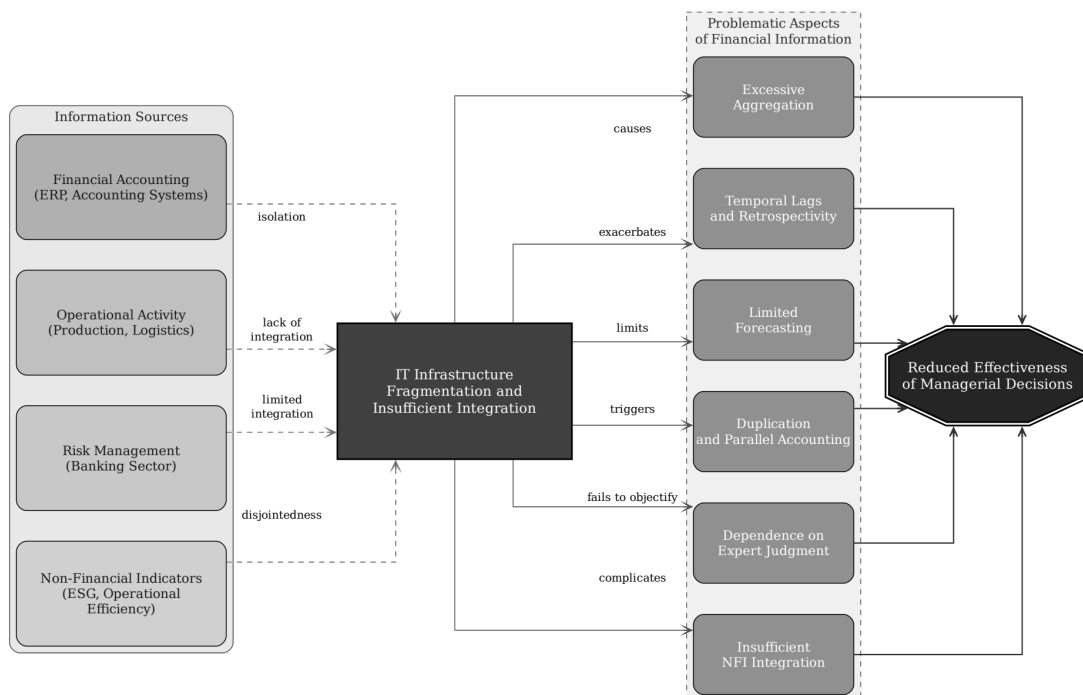 Problematic Aspects
of Financial Information
Information Sources
Financial Accounting
(ERP, Accounting Systems)
Operational Activity
(Production, Logistics)
Risk Management
(Banking Sector)
Non-Financial Indicators
(ESG, Operational
Efficiency)
isolation
lack of
integration
limited
integration
disjointedness
IT Infrastructure
Fragmentation and
Insufficient Integration
causes
exacerbates
limits
triggers
fails to objectify
complicates
Excessive
Aggregation
Temporal Lags
and Retrospectivity
Limited
Forecasting
Duplication
and Parallel Accounting
Dependence on
Expert Judgment
Insufficient
NFI Integration
Reduced Effectiveness
of Managerial Decisions